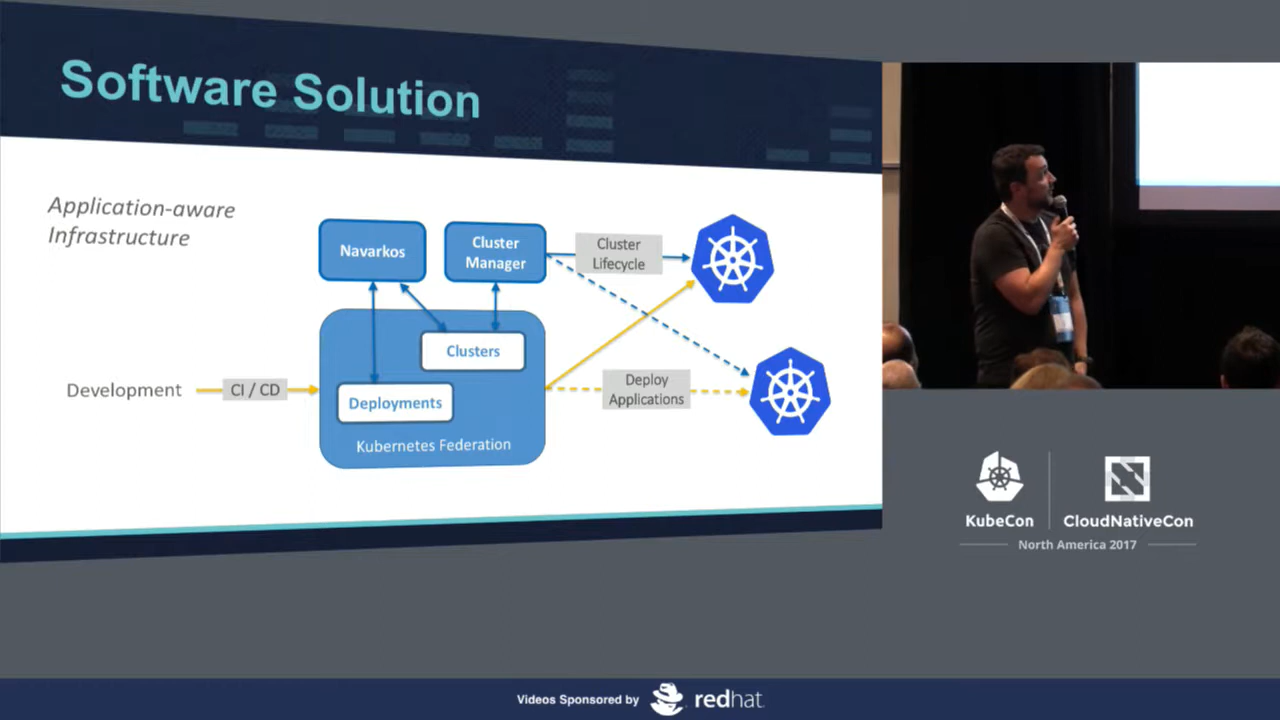 Software Solution
Application-aware
Infrastructure
Navarkos
Cluster
Manager
Cluster
Lifecycle
Clusters
Development
CI / CD
Deployments
Deploy
Applications
Kubernetes Federation
KubeCon
CloudNativeCon
North America 2017
Videos Sponsored by
redhat